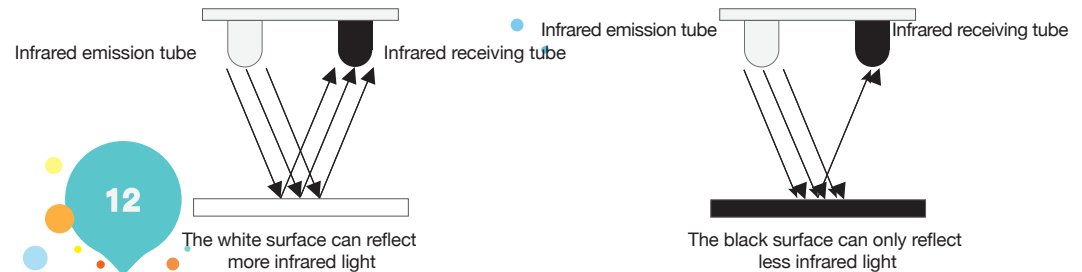 Infrared emission tube
Infrared receiving tube
Infrared emission tube
Infrared receiving tube
12
The white surface can reflect
more infrared light
The black surface can only reflect
less infrared light